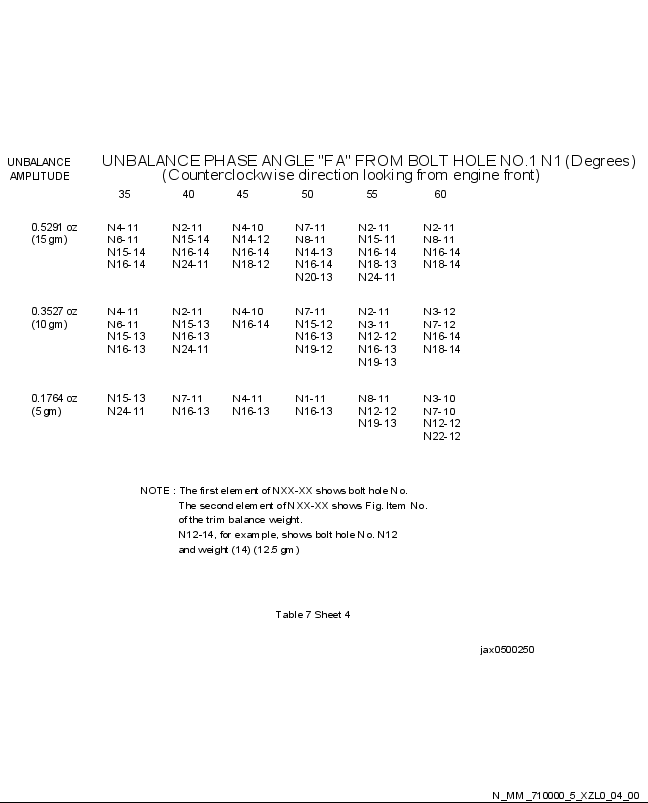 UNBALANCE PHASE ANGLE "FA" FROM BOLT HOLE NO.1 N1 (Degrees)
(Counterclockwise direction looking from engine front)
UNBALANCE
AMPLITUDE
35 40 45 50 55 60
0.5291 oz N4-11 N2-11 N4-10 N7-11 N2-11 N2-11
(15 gm) N6-11 N15-14 N14-12 N8-11 N15-11 N8-11
N15-14 N16-14 N16-14 N14-13 N16-14 N16-14
N16-14 N24-11 N18-12 N16-14 N18-13 N18-14
N20-13 N24-11
0.3527 oz N4-11 N2-11 N4-10 N7-11 N2-11 N3-12
(10 gm) N6-11 N15-13 N16-14 N15-12 N3-11 N7-12
N15-13 N16-13 N16-13 N12-12 N16-14
N16-13 N24-11 N19-12 N16-13 N18-14
N19-13
0.1764 oz N15-13 N7-11 N4-11 N1-11 N8-11 N3-10
(5 gm) N24-11 N16-13 N16-13 N16-13 N12-12 N7-10
N19-13 N12-12
N22-12
NOTE : The first element of NXX-XX shows bolt hole No.
The second element of NXX-XX shows Fig. Item No.
of the trim balance weight.
N12-14, for example, shows bolt hole No. N12
and weight (14) (12.5 gm)
Table 7 Sheet 4
jax0500250
N_MM_710000_5_XZL0_04_00